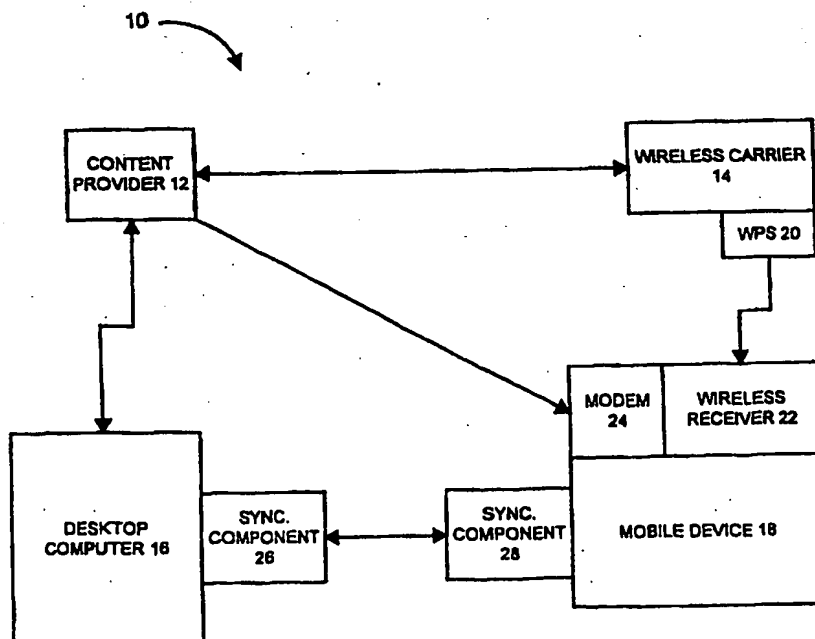 10
CONTENT
PROVIDER 12
WIRELESS CARRIER
14
WPS 20
MODEM
24
WIRELESS
RECEIVER 22
DESKTOP
COMPUTER 16
SYNC.
COMPONENT
26
SYNC.
COMPONENT
28
MOBILE DEVICE 18